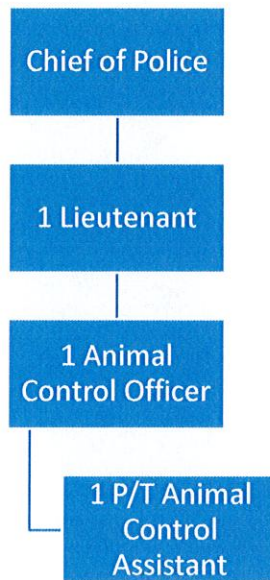 Chief of Police
1 Lieutenant
1 Animal
Control Officer
1 P/T Animal
Control
Assistant